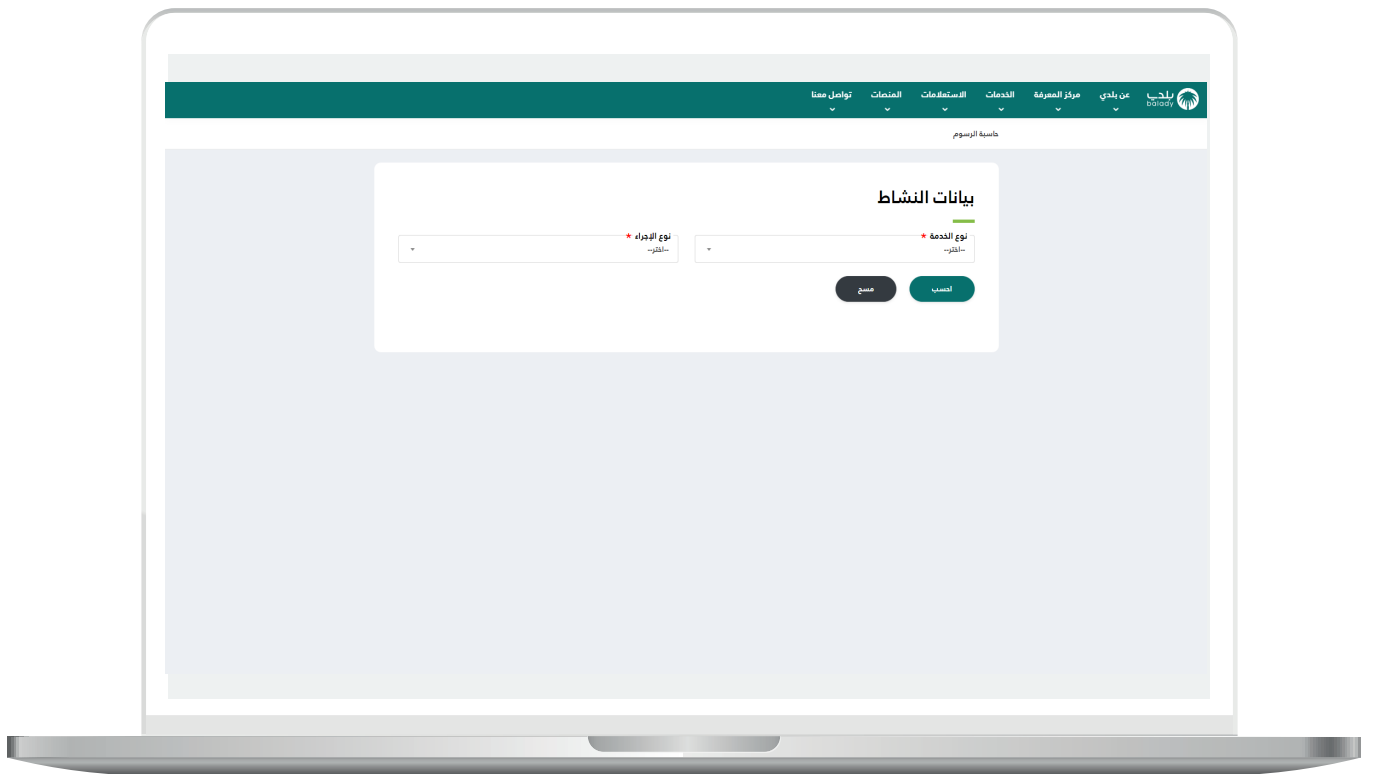 بلدي
balady
عن بلدي
مركز المعرفة
الخدمات
الاستعلامات
المنصات
تواصل معنا
حاسبة الرسوم
بيانات النشاط
نوع الخدمة *
--اختر--
نوع الإجراء *
--اختر--
احسب
مسح